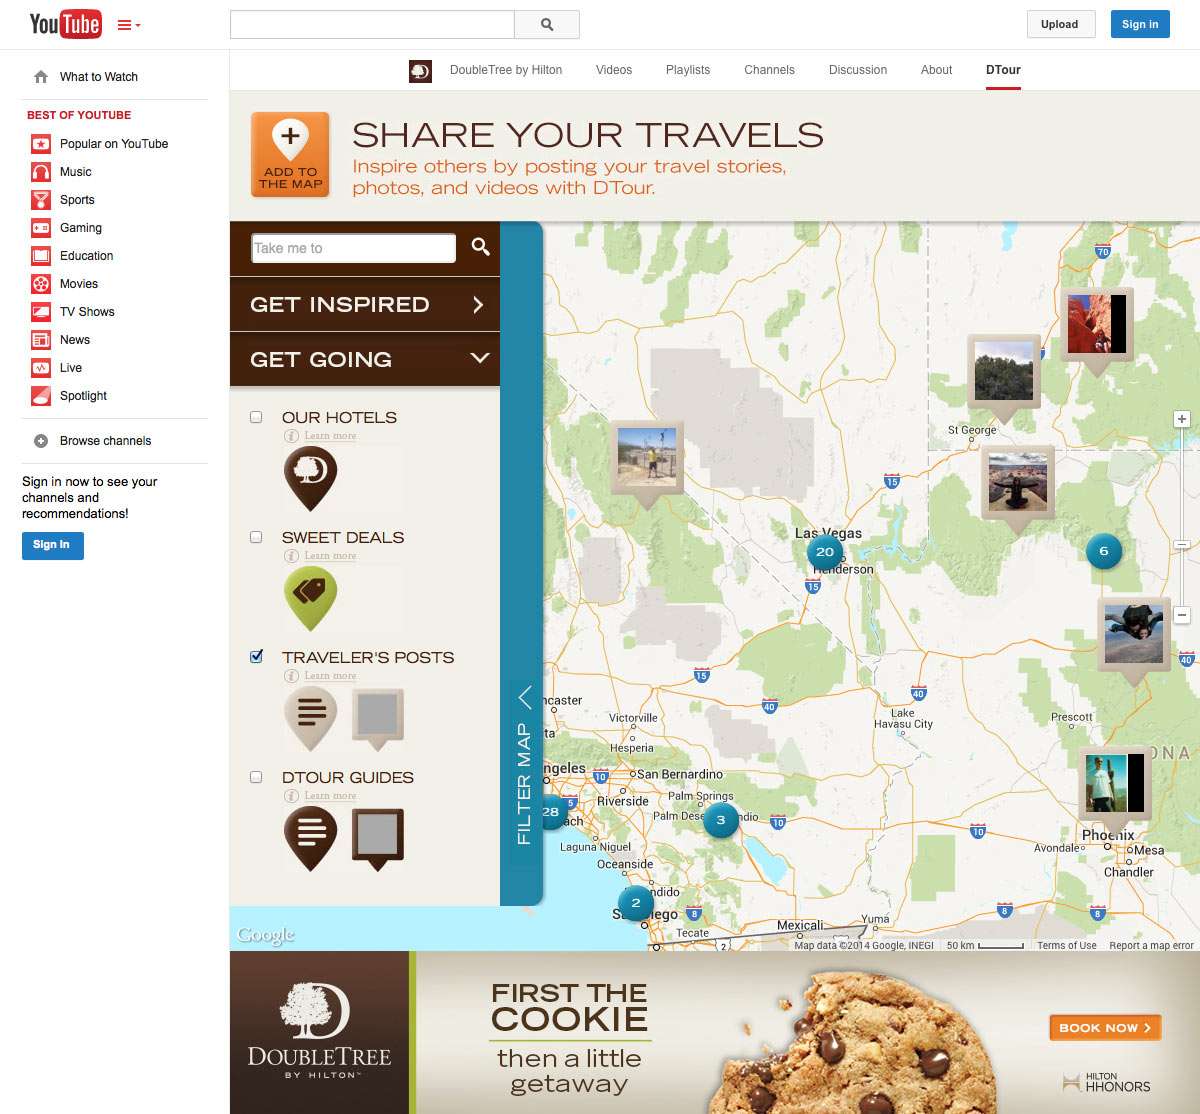 YouTube
Upload
Sign in
What to Watch
BEST OF YOUTUBE
Popular on YouTube
Music
Sports
Gaming
Education
Movies
TV Shows
News
Live
Spotlight
Browse channels
Sign in now to see your
channels and
recommendations!
Sign In
DoubleTree by Hilton
Videos
Playlists
Channels
Discussion
About
DTour
ADD TO
THE MAP
SHARE YOUR TRAVELS
Inspire others by posting your travel stories,
photos, and videos with DTour.
Take me to
GET INSPIRED
GET GOING
OUR HOTELS
i Learn more
SWEET DEALS
i Learn more
TRAVELER'S POSTS
i Learn more
DTOUR GUIDES
i Learn more
FILTER MAP
70
St George
15
Las Vegas
20
Henderson
15
6
40
15
40
40
ncaster
Victorville
Hesperia
Lake
Havasu City
Prescott
ONA
ngeles
10
San Bernardino
Riverside
Palm Springs
5
28
ach
Palm Dese
3
ndio
10
10
Phoenix
Avondale
Mesa
Chandler
Laguna Niguel
Oceanside
ndido
2
San Diego
8
8
8
Tecate
2
Mexicali
Yuma
Google
Map data ©2014 Google, INEGI
50 km
Terms of Use
Report a map error
DOUBLETREE
BY HILTON™
FIRST THE
COOKIE
then a little
getaway
BOOK NOW
HILTON
HHONORS